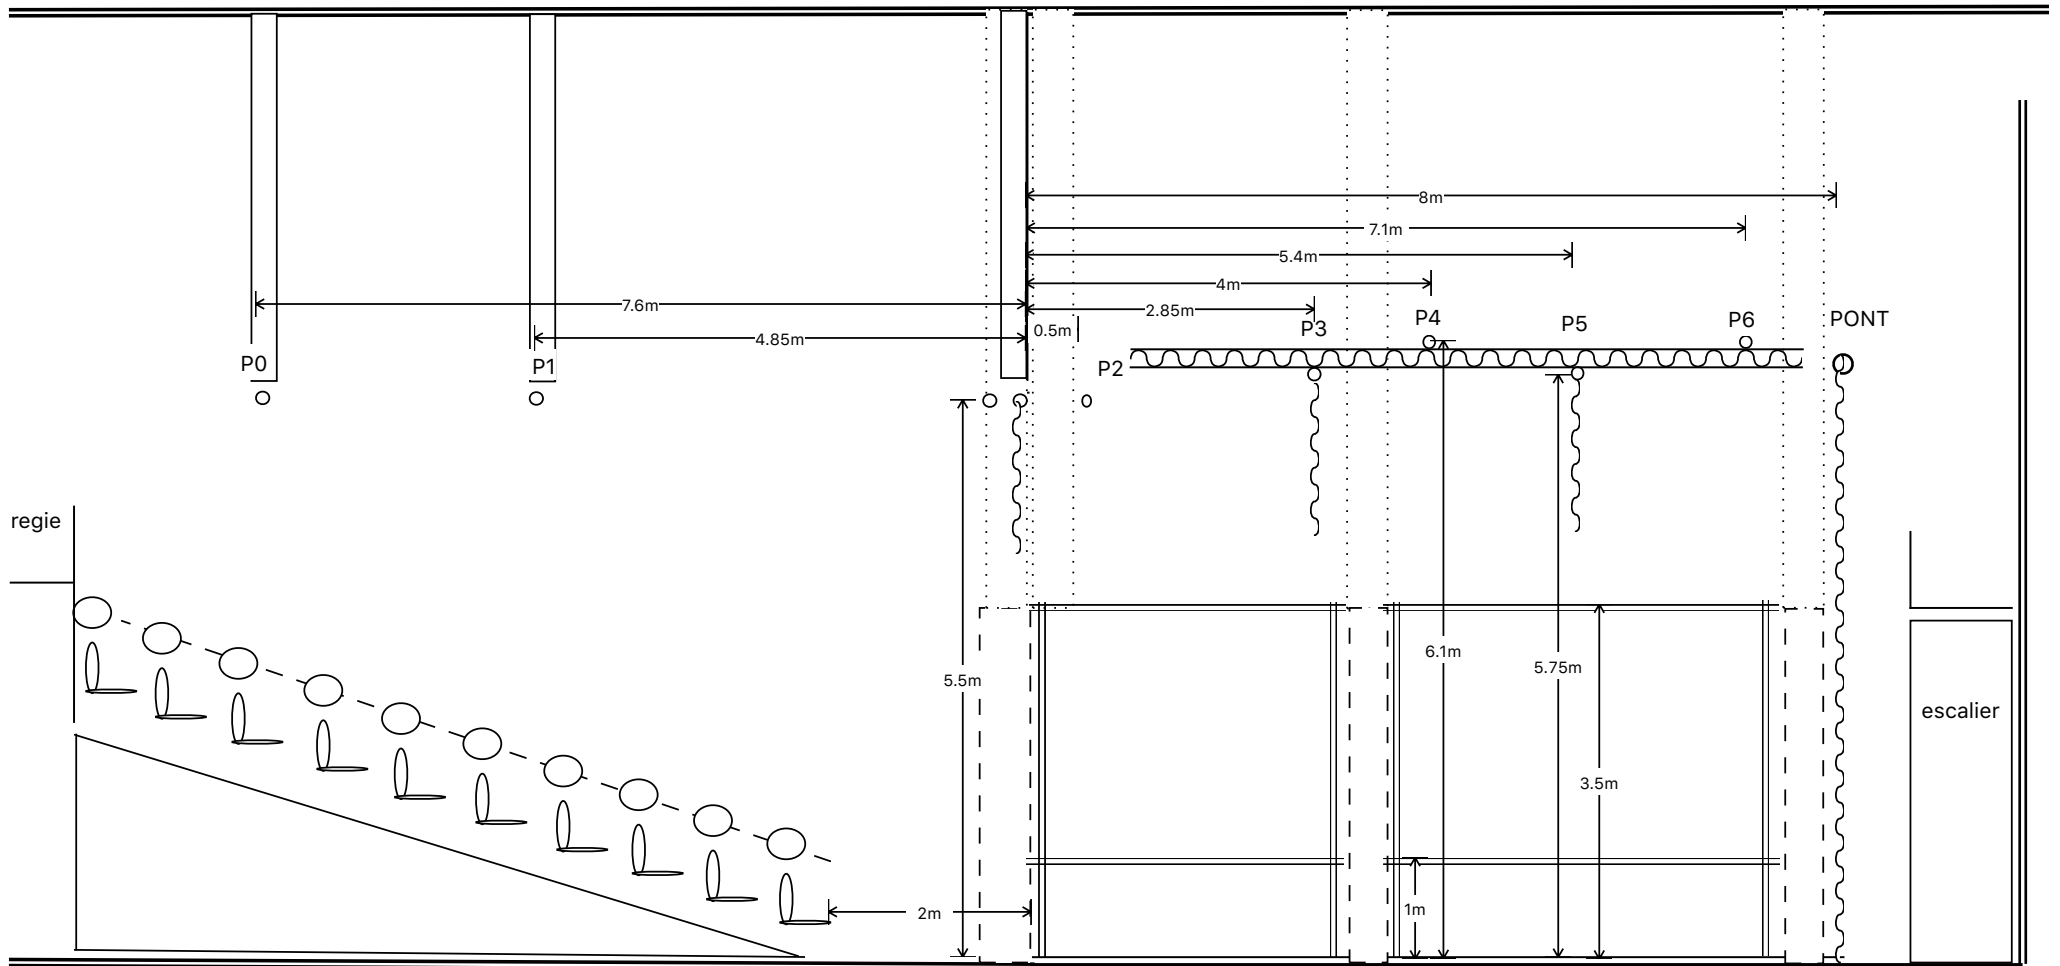 8m
7.1m
5.4m
4m
7.6m
2.85m
0.5m
4.85m
P3
P4
P5
P6
PONT
P0
P1
P2
regie
6.1m
5.75m
5.5m
escalier
3.5m
2m
1m